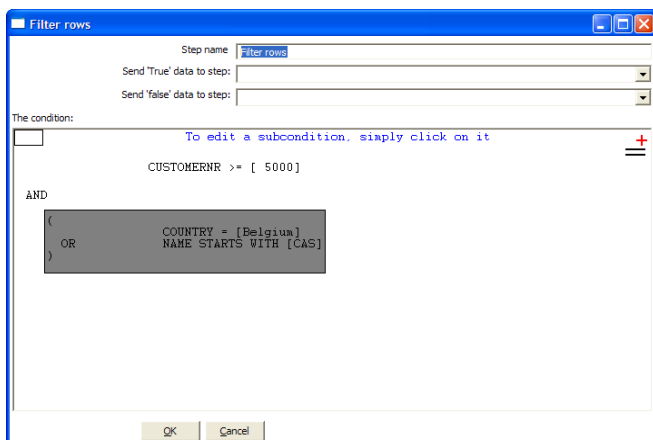 Filter rows
Step name Filter rows
Send 'True' data to step:
Send 'false' data to step:
The condition:
To edit a subcondition, simply click on it
CUSTOMERNR >= [ 5000]
AND
(
COUNTRY = [Belgium]
OR NAME STARTS WITH [CAS]
)
OK Cancel